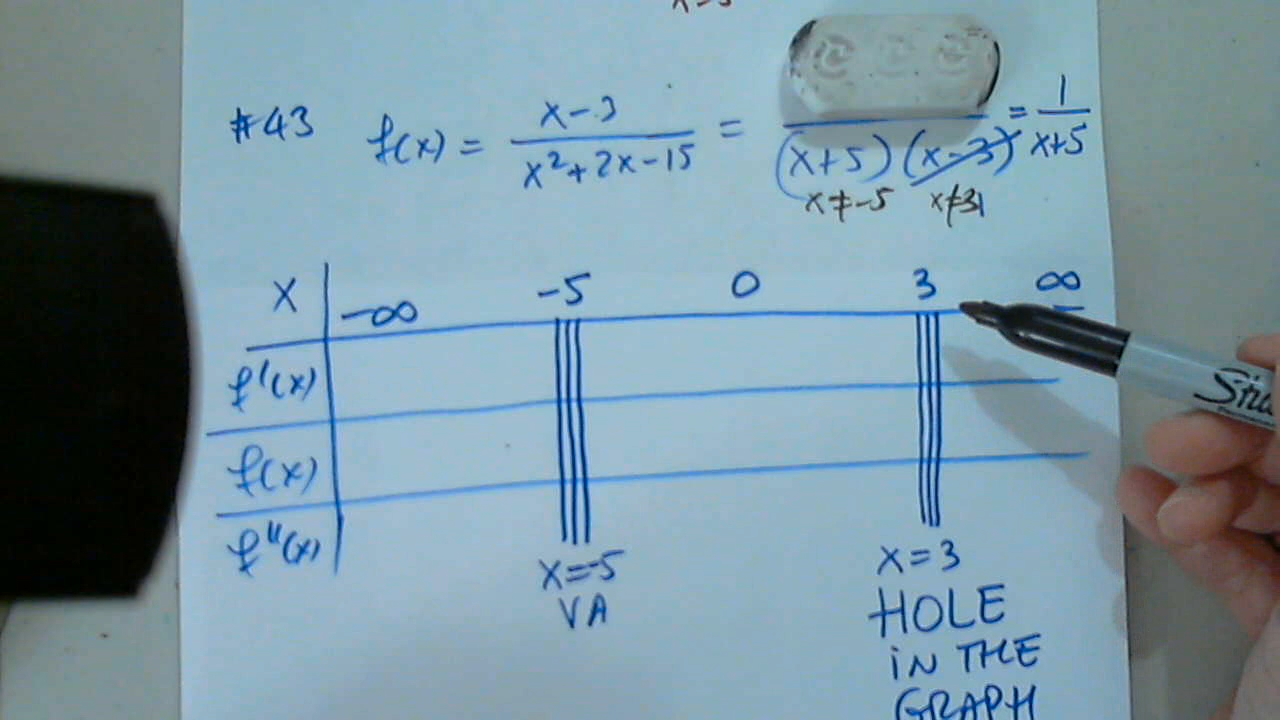 #43 f(x) = x-3 / x²+2x-15 = / (x+5)(x-3) = 1 / x+5
x≠-5 x≠3
x -∞ -5 0 3 ∞
f'(x)
f(x)
f''(x)
x=-5
VA
x=3
HOLE
iN THE
GRAPH